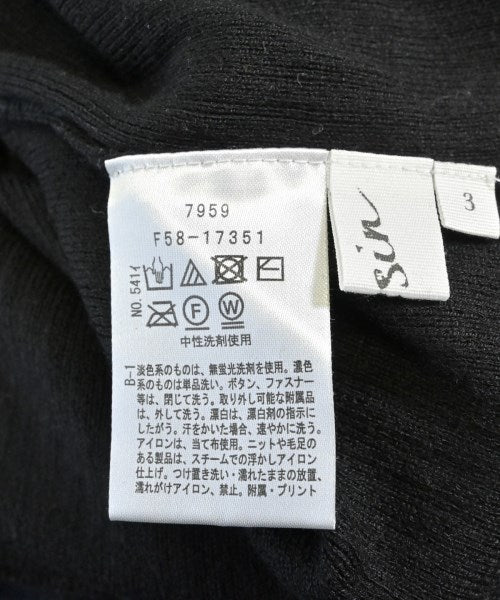 7959
F58-17351
NO.541イ
F
W
中性洗剤使用
B-1
淡色系のものは、無蛍光洗剤を使用。濃色
系のものは単品洗い。ボタン、ファスナー
等は、閉じて洗う。取り外し可能な附属品
は、外して洗う。漂白は、漂白剤の指示に
したがう。汗をかいた場合、速やかに洗う。
アイロンは、当て布使用。ニットや毛足の
ある製品は、スチームでの浮かしアイロン
仕上げ。つけ置き洗い・濡れたままの放置、
濡れがけアイロン、禁止。附属・プリント
sin
3